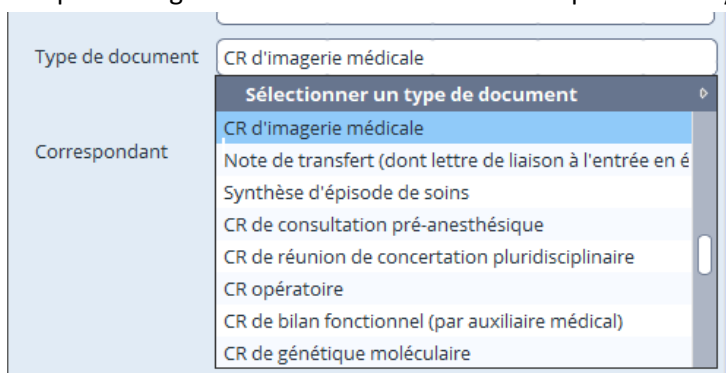 Type de document
CR d'imagerie médicale
Sélectionner un type de document
CR d'imagerie médicale
Correspondant
Note de transfert (dont lettre de liaison à l'entrée en é
Synthèse d'épisode de soins
CR de consultation pré-anesthésique
CR de réunion de concertation pluridisciplinaire
CR opératoire
CR de bilan fonctionnel (par auxiliaire médical)
CR de génétique moléculaire